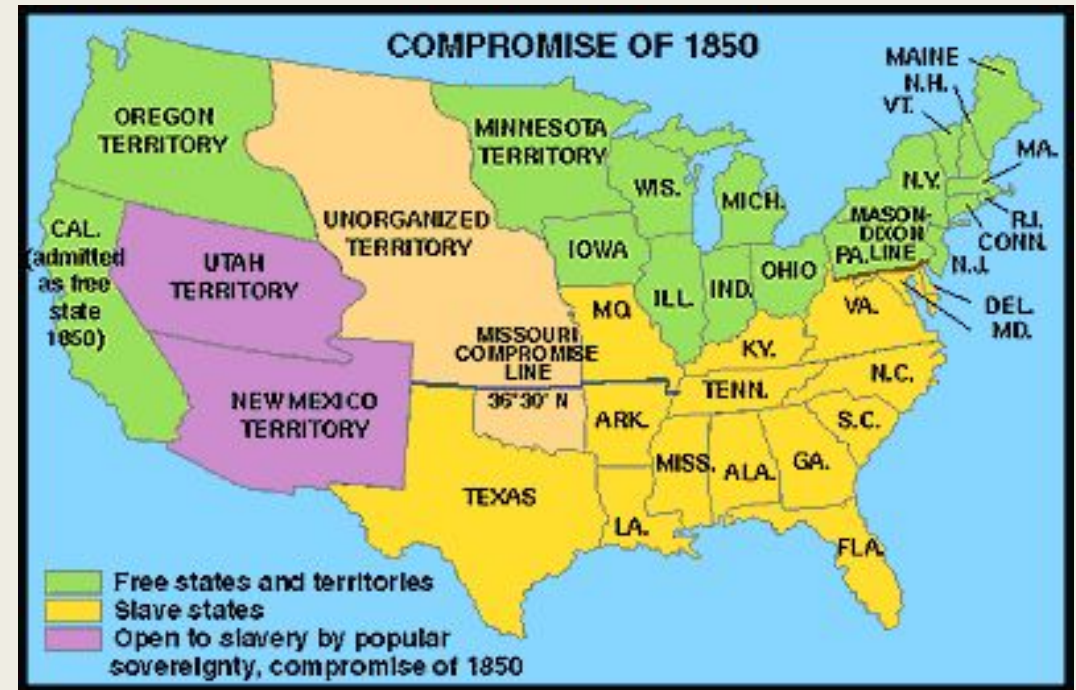 COMPROMISE OF 1850
MAINE
N.H.
VT.
MA.
OREGON
TERRITORY
MINNESOTA
TERRITORY
WIS.
MICH.
N.Y.
R.I.
CONN.
N.J.
DEL.
MD.
CAL.
(admitted
as free
state
1850)
UTAH
TERRITORY
UNORGANIZED
TERRITORY
IOWA
ILL.
IND.
OHIO
PA.
MASON-
DIXON
LINE
MO.
VA.
KY.
MISSOURI
COMPROMISE
LINE
36°30' N
NEW MEXICO
TERRITORY
TENN.
N.C.
ARK.
S.C.
MISS.
ALA.
GA.
TEXAS
LA.
FLA.
Free states and territories
Slave states
Open to slavery by popular
sovereignty, compromise of 1850